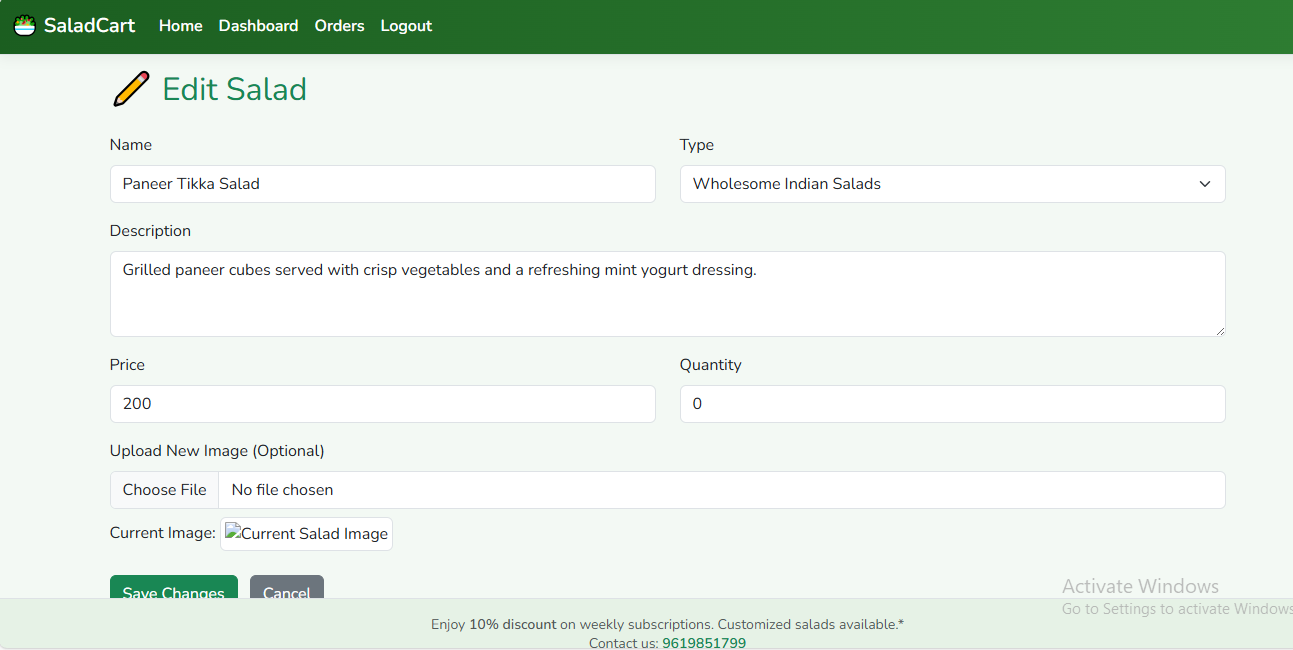 SaladCart Home Dashboard Orders Logout
Edit Salad
Name
Type
Paneer Tikka Salad
Wholesome Indian Salads
Description
Grilled paneer cubes served with crisp vegetables and a refreshing mint yogurt dressing.
Price
Quantity
200
0
Upload New Image (Optional)
Choose File No file chosen
Current Image: Current Salad Image
Save Changes Cancel
Activate Windows
Go to Settings to activate Windows
Enjoy 10% discount on weekly subscriptions. Customized salads available.*
Contact us: 9619851799